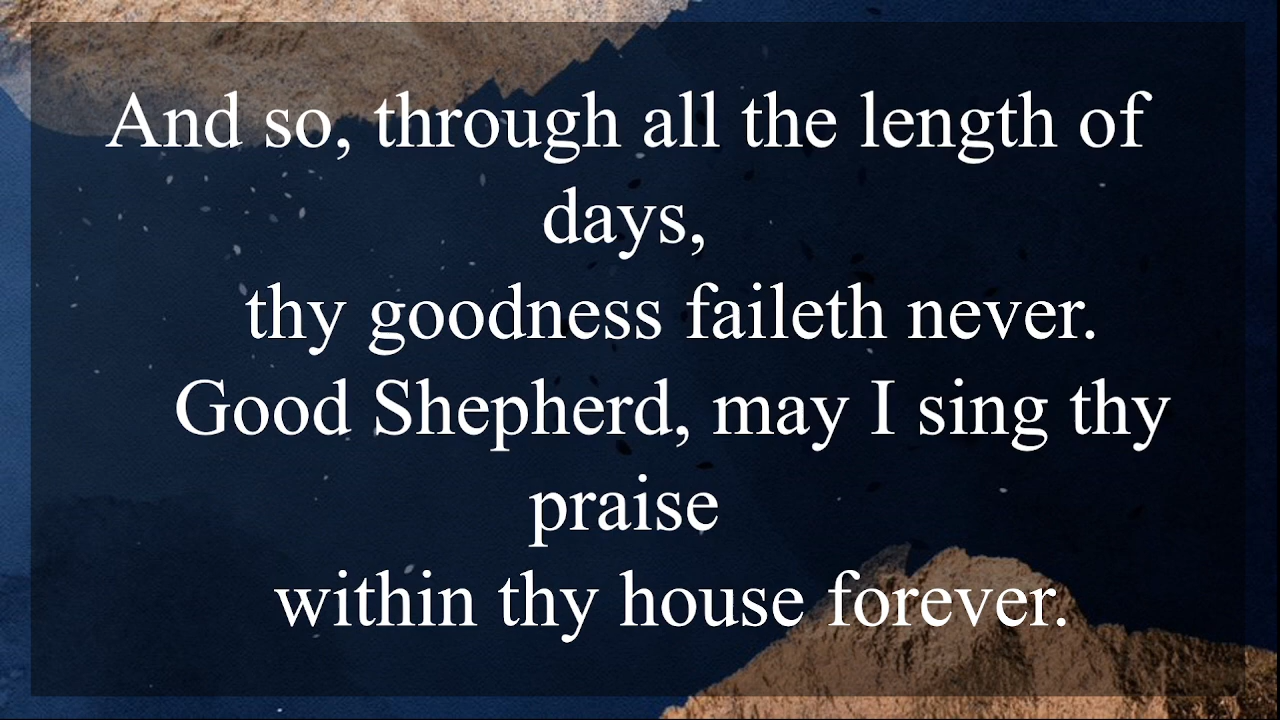 And so, through all the length of
days,
thy goodness faileth never.
Good Shepherd, may I sing thy
praise
within thy house forever.